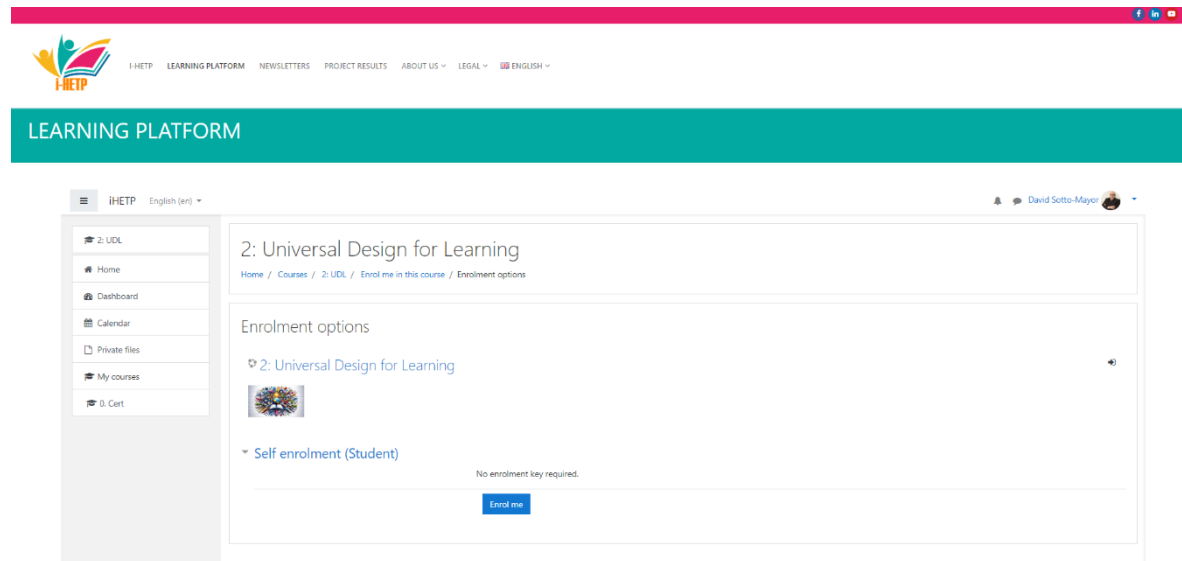 i-HETP
I-HETP LEARNING PLATFORM NEWSLETTERS PROJECT RESULTS ABOUT US LEGAL ENGLISH
LEARNING PLATFORM
iHETP English (en) David Sotto-Mayor
2: UDL
Home
Dashboard
Calendar
Private files
My courses
0. Cert
2: Universal Design for Learning
Home / Courses / 2: UDL / Enrol me in this course / Enrolment options
Enrolment options
2: Universal Design for Learning
Self enrolment (Student)
No enrolment key required.
Enrol me